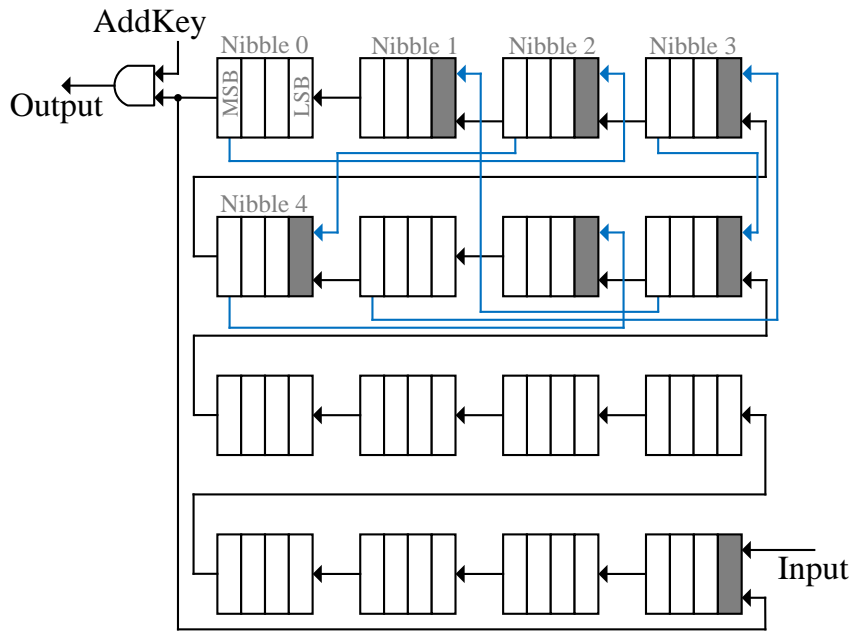 AddKey
Nibble 0
Nibble 1
Nibble 2
Nibble 3
MSB
LSB
Output
Nibble 4
Input